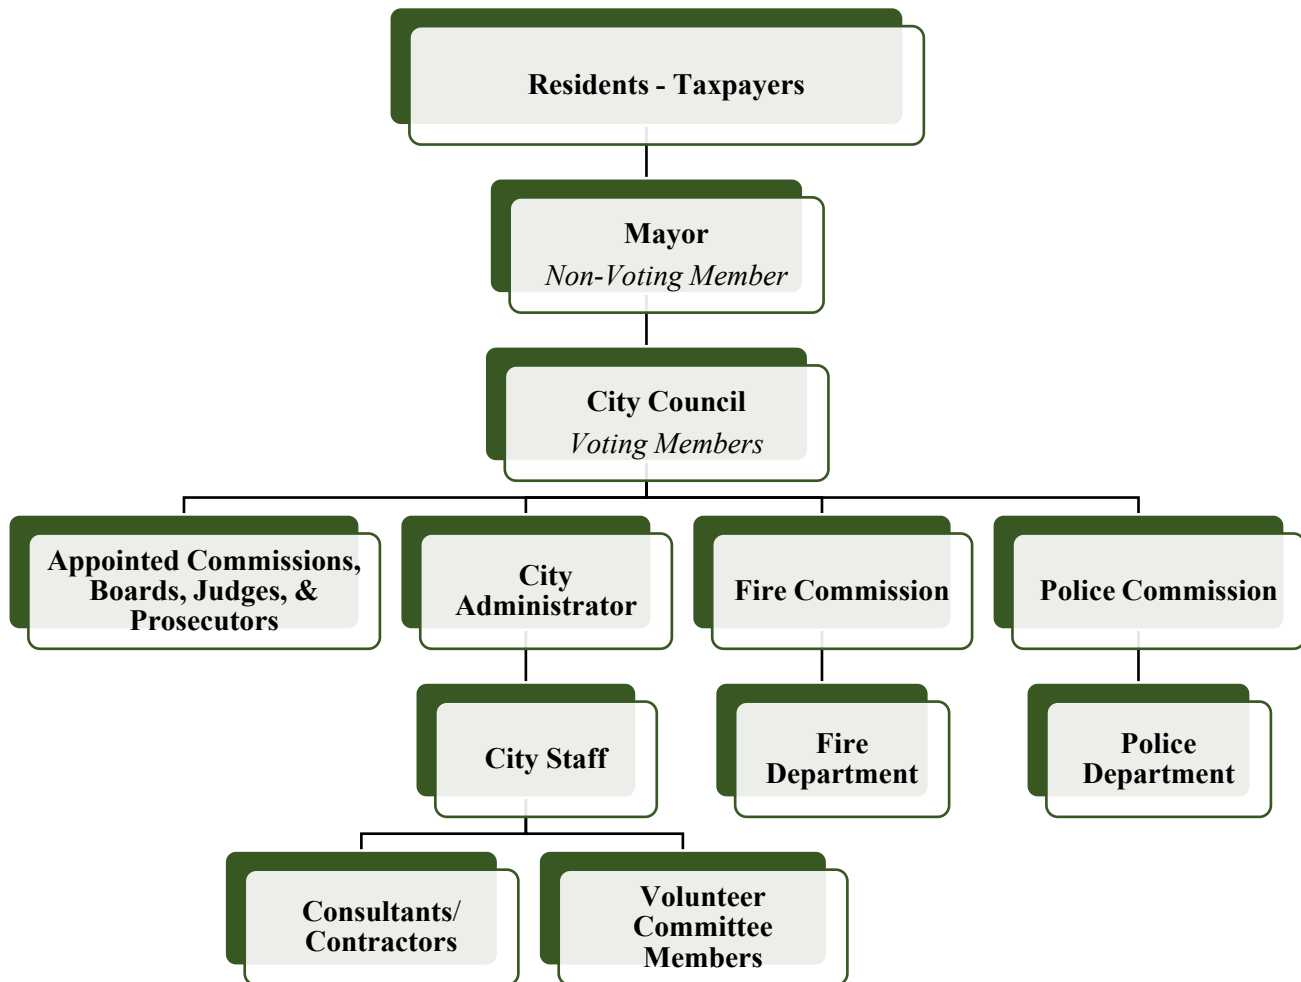 Residents - Taxpayers
Mayor
Non-Voting Member
City Council
Voting Members
Appointed Commissions,
Boards, Judges, &
Prosecutors
City
Administrator
Fire Commission
Police Commission
City Staff
Fire
Department
Police
Department
Consultants/
Contractors
Volunteer
Committee
Members